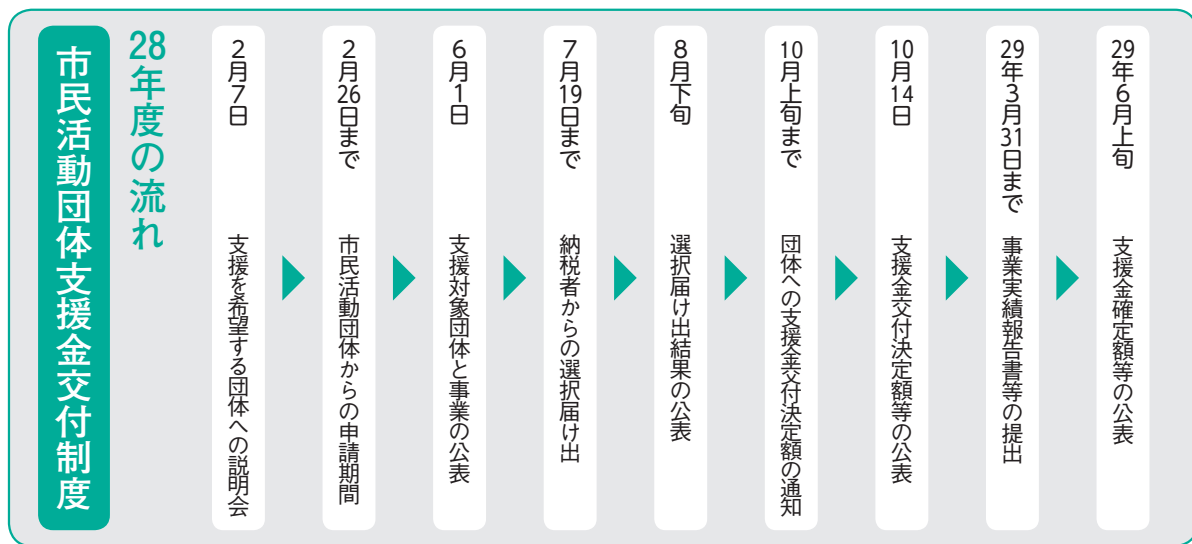 市民活動団体支援金交付制度
28年度の流れ
2月7日
支援を希望する団体への説明会
2月26日まで
市民活動団体からの申請期間
6月1日
支援対象団体と事業の公表
7月19日まで
納税者からの選択届け出
8月下旬
選択届け出結果の公表
10月上旬まで
団体への支援金交付決定額の通知
10月14日
支援金交付決定額等の公表
29年3月31日まで
事業実績報告書等の提出
29年6月上旬
支援金確定額等の公表